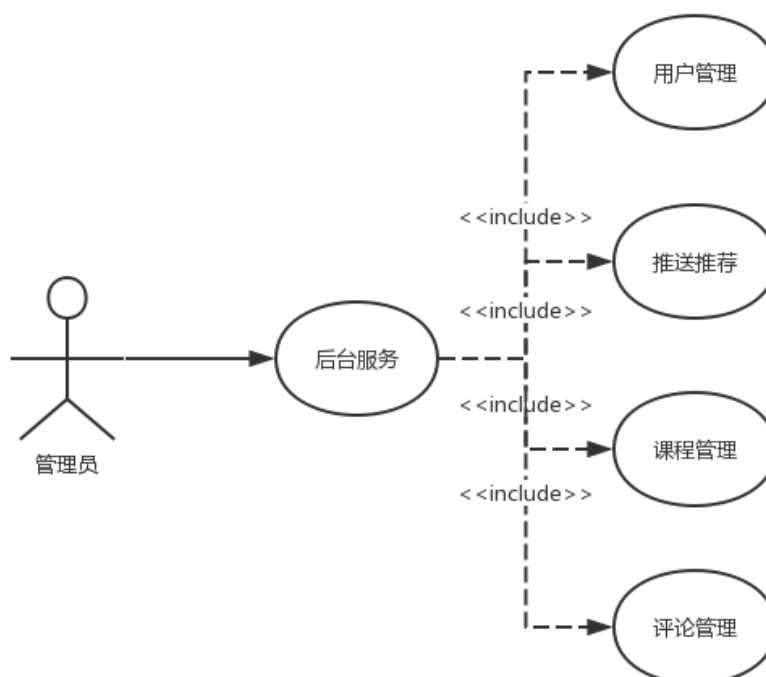 用户管理
<<include>>
推送推荐
<<include>>
后台服务
<<include>>
课程管理
管理员
<<include>>
评论管理